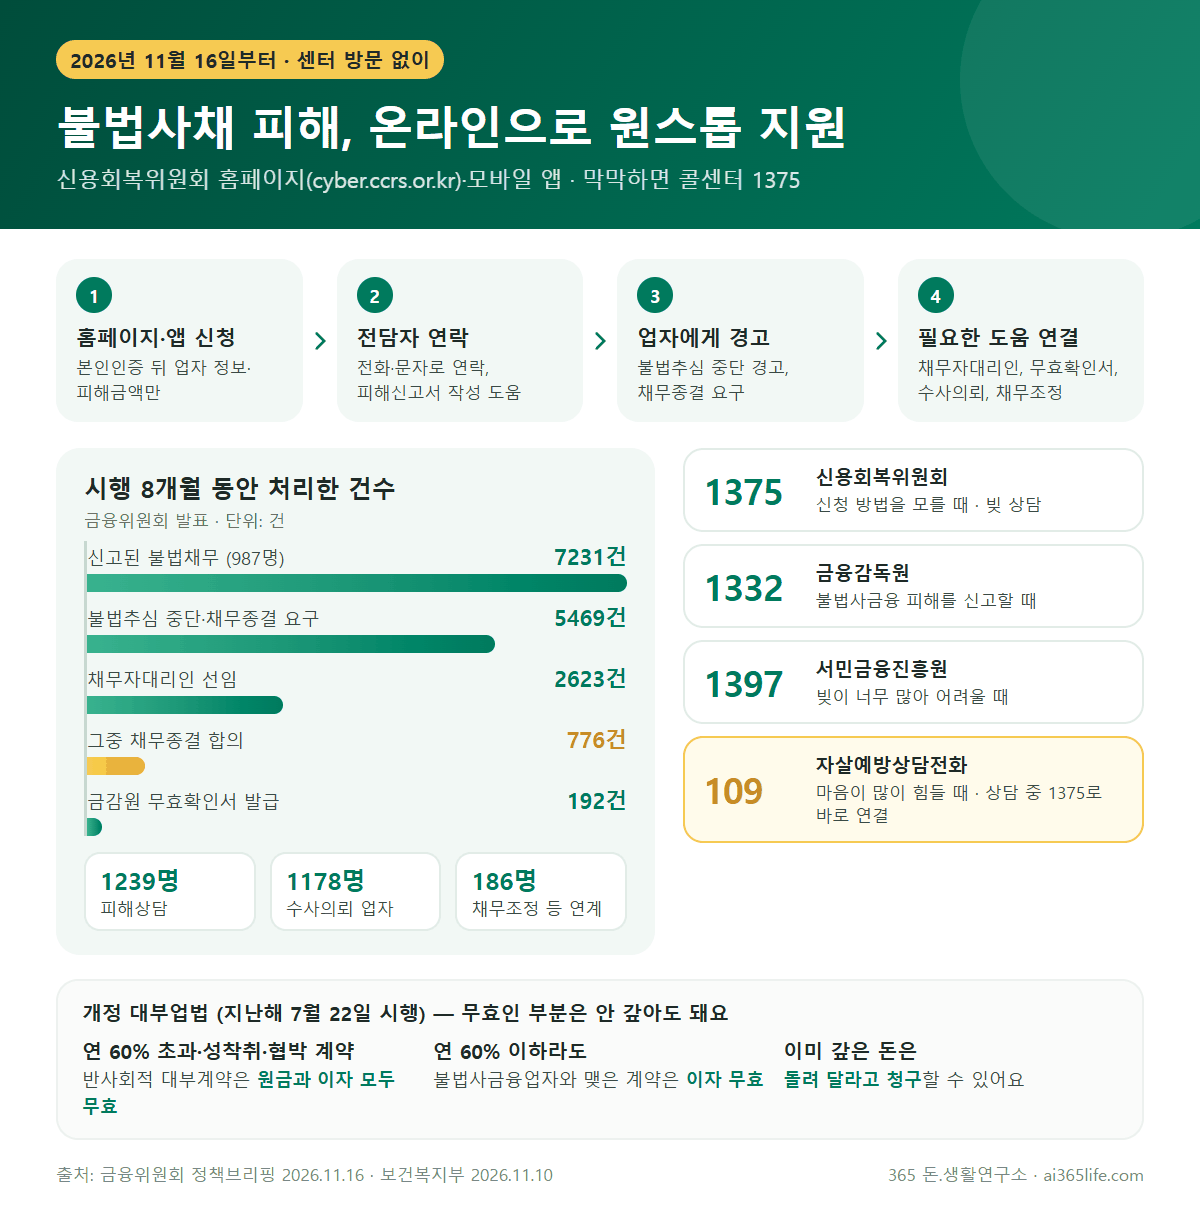 2026년 11월 16일부터 · 센터 방문 없이
불법사채 피해, 온라인으로 원스톱 지원
신용회복위원회 홈페이지(cyber.ccrs.or.kr)·모바일 앱 · 막막하면 콜센터 1375
1
홈페이지·앱 신청
본인인증 뒤 업자 정보·
피해금액만
2
전담자 연락
전화·문자로 연락,
피해신고서 작성 도움
3
업자에게 경고
불법추심 중단 경고,
채무종결 요구
4
필요한 도움 연결
채무자대리인, 무효확인서,
수사의뢰, 채무조정
시행 8개월 동안 처리한 건수
금융위원회 발표 · 단위: 건
신고된 불법채무 (987명) 7231건
불법추심 중단·채무종결 요구 5469건
채무자대리인 선임 2623건
그중 채무종결 합의 776건
금감원 무효확인서 발급 192건
1239명
피해상담
1178명
수사의뢰 업자
186명
채무조정 등 연계
1375
신용회복위원회
신청 방법을 모를 때 · 빚 상담
1332
금융감독원
불법사금융 피해를 신고할 때
1397
서민금융진흥원
빚이 너무 많아 어려울 때
109
자살예방상담전화
마음이 많이 힘들 때 · 상담 중 1375로
바로 연결
개정 대부업법 (지난해 7월 22일 시행) — 무효인 부분은 안 갚아도 돼요
연 60% 초과·성착취·협박 계약
반사회적 대부계약은 원금과 이자 모두
무효
연 60% 이하라도
불법사금융업자와 맺은 계약은 이자 무효
이미 갚은 돈은
돌려 달라고 청구할 수 있어요
출처: 금융위원회 정책브리핑 2026.11.16 · 보건복지부 2026.11.10
365 돈.생활연구소 · ai365life.com